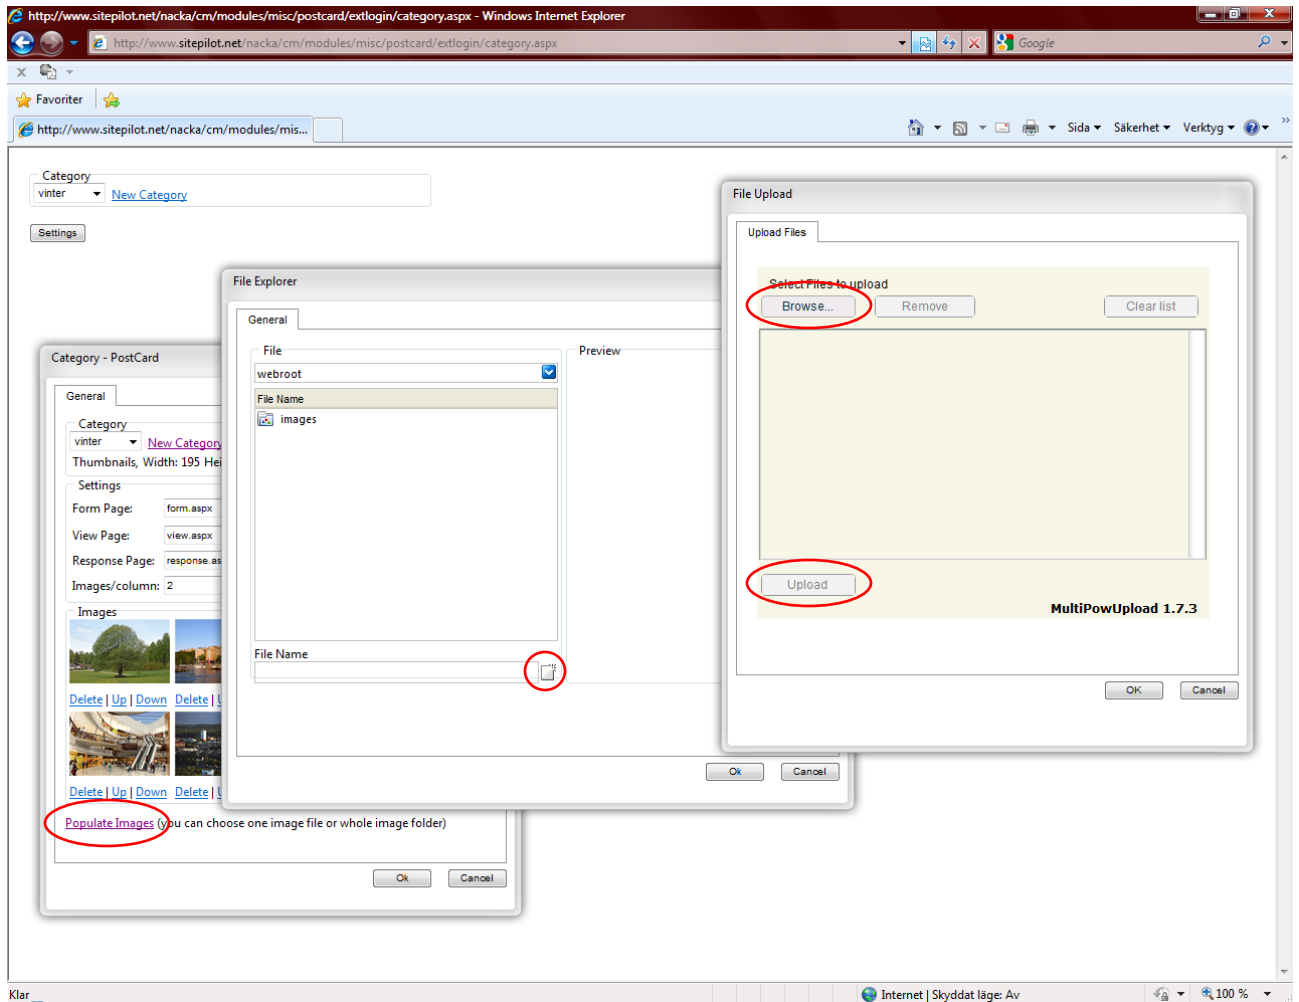 http://www.sitepilot.net/nacka/cm/modules/misc/postcard/extlogin/category.aspx - Windows Internet Explorer
http://www.sitepilot.net/nacka/cm/modules/misc/postcard/extlogin/category.aspx
Google
Favoriter
http://www.sitepilot.net/nacka/cm/modules/mis...
Sida
Säkerhet
Verktyg
Category
vinter
New Category
Settings
File Upload
Upload Files
Select Files to upload
Browse...
Remove
Clear list
Upload
MultiPowUpload 1.7.3
OK
Cancel
File Explorer
General
File
webroot
File Name
images
Preview
File Name
Ok
Cancel
Category - PostCard
General
Category
vinter
New Category
Thumbnails, Width: 195 Hei
Settings
Form Page:
form.aspx
View Page:
view.aspx
Response Page:
response.as
Images/column:
2
Images
Delete | Up | Down
Delete |
Delete | Up | Down
Delete |
Populate Images (you can choose one image file or whole image folder)
Ok
Cancel
Klar
Internet | Skyddat läge: Av
100 %